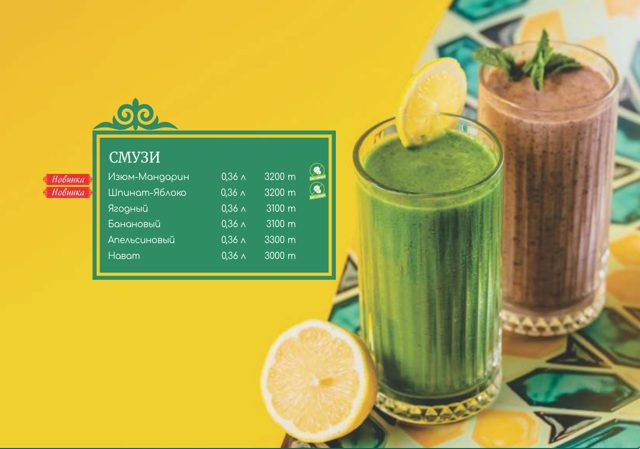 СМУЗИ
Новинка Изюм-Мандарин 0,36 л 3200 т
Новинка Шпинат-Яблоко 0,36 л 3200 т
Ягодный 0,36 л 3100 т
Банановый 0,36 л 3100 т
Апельсиновый 0,36 л 3300 т
Нават 0,36 л 3000 т